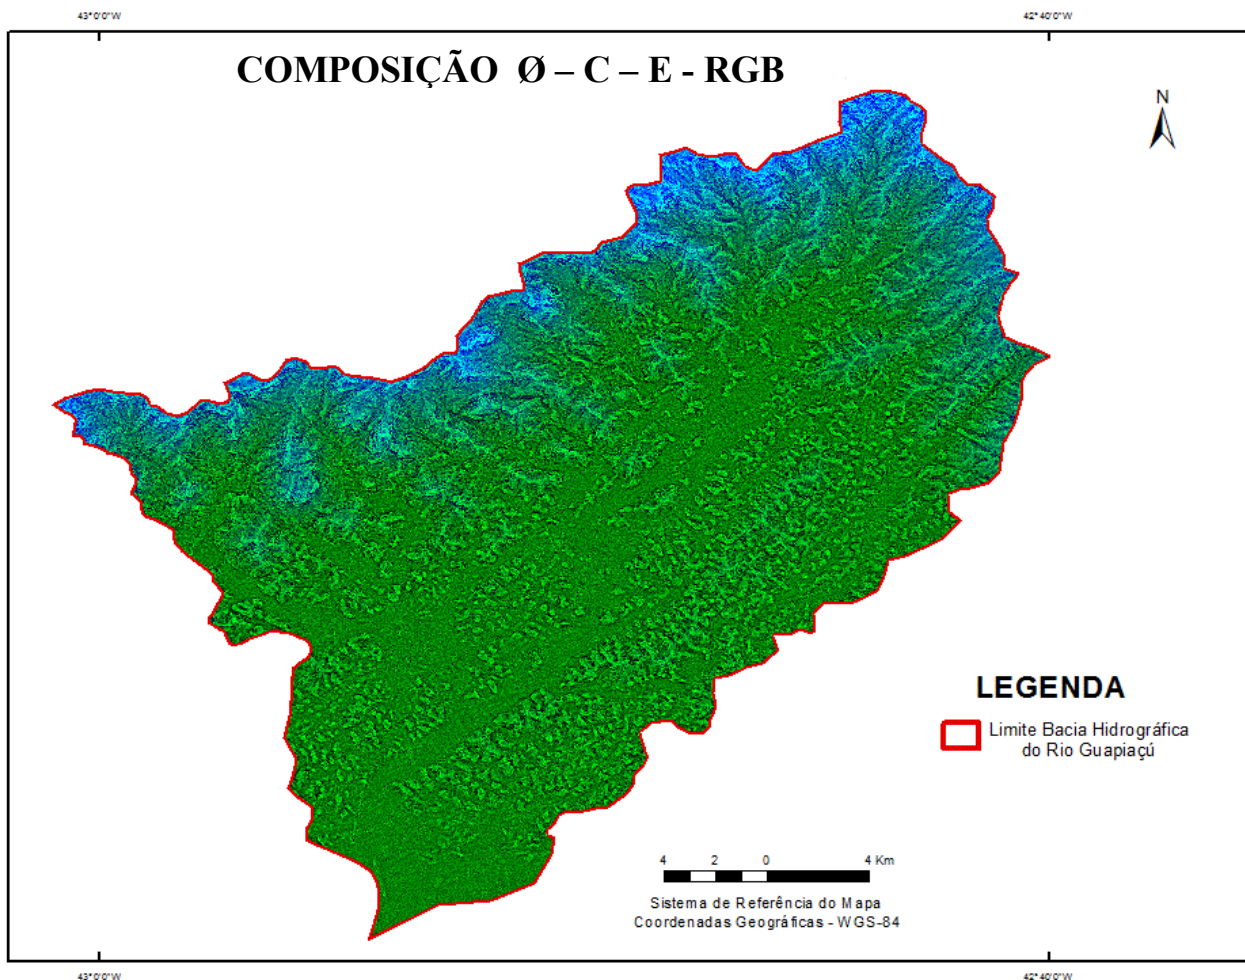 43°0'0"W 42°40'0"W
COMPOSIÇÃO Ø – C – E - RGB
N
LEGENDA
Limite Bacia Hidrográfica
do Rio Guapiaçú
4 2 0 4 Km
Sistema de Referência do Mapa
Coordenadas Geográficas - WGS-84
43°0'0"W 42°40'0"W